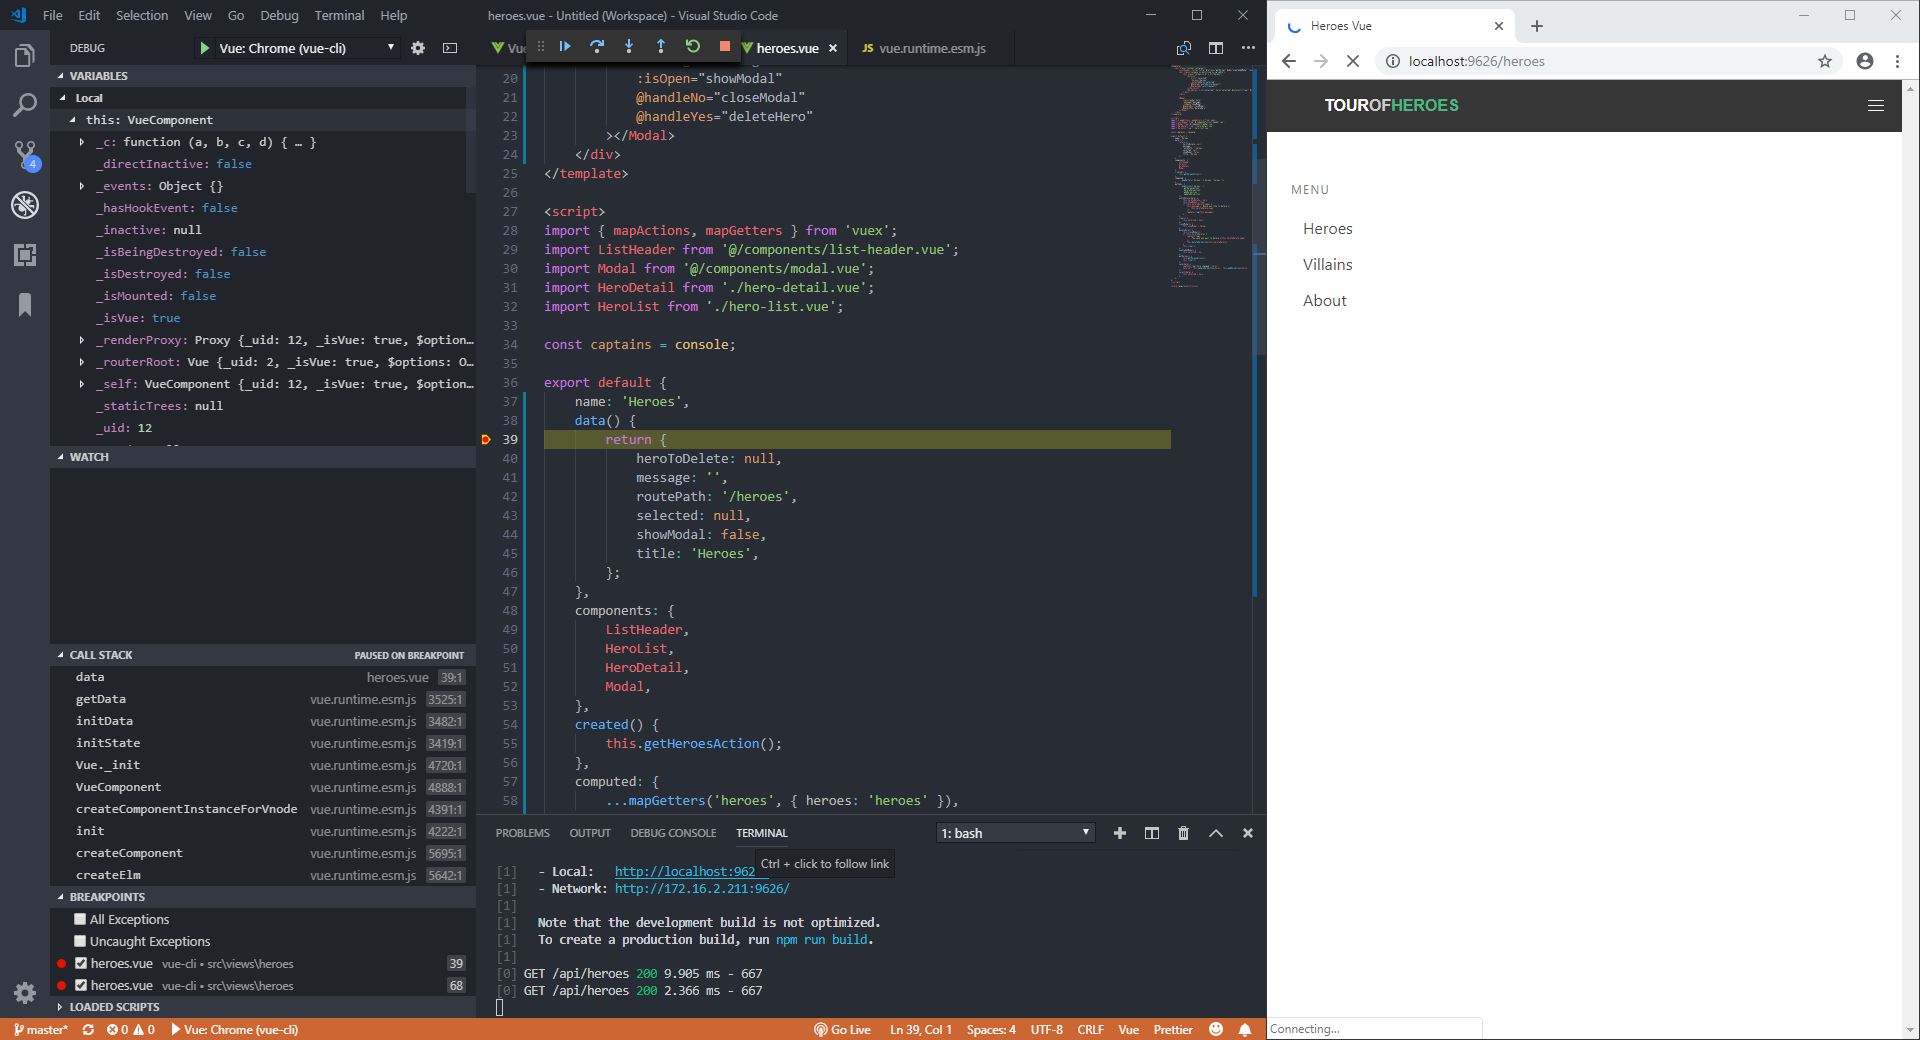 File Edit Selection View Go Debug Terminal Help
heroes.vue - Untitled (Workspace) - Visual Studio Code
DEBUG
Vue: Chrome (vue-cli)
VARIABLES
Local
this: VueComponent
_c: function (a, b, c, d) { … }
_directInactive: false
_events: Object {}
_hasHookEvent: false
_inactive: null
_isBeingDestroyed: false
_isDestroyed: false
_isMounted: false
_isVue: true
_renderProxy: Proxy {_uid: 12, _isVue: true, $option…
_routerRoot: Vue {_uid: 2, _isVue: true, $options: O…
_self: VueComponent {_uid: 12, _isVue: true, $option…
_staticTrees: null
_uid: 12
WATCH
CALL STACK PAUSED ON BREAKPOINT
data heroes.vue 39:1
getData vue.runtime.esm.js 3525:1
initData vue.runtime.esm.js 3482:1
initState vue.runtime.esm.js 3419:1
Vue._init vue.runtime.esm.js 4720:1
VueComponent vue.runtime.esm.js 4888:1
createComponentInstanceForVnode vue.runtime.esm.js 4391:1
init vue.runtime.esm.js 4222:1
createComponent vue.runtime.esm.js 5695:1
createElm vue.runtime.esm.js 5642:1
BREAKPOINTS
All Exceptions
Uncaught Exceptions
heroes.vue vue-cli • src\views\heroes 39
heroes.vue vue-cli • src\views\heroes 68
LOADED SCRIPTS
4
Vue heroes.vue JS vue.runtime.esm.js
20 :isOpen="showModal"
21 @handleNo="closeModal"
22 @handleYes="deleteHero"
23 ></Modal>
24 </div>
25 </template>
26
27 <script>
28 import { mapActions, mapGetters } from 'vuex';
29 import ListHeader from '@/components/list-header.vue';
30 import Modal from '@/components/modal.vue';
31 import HeroDetail from './hero-detail.vue';
32 import HeroList from './hero-list.vue';
33
34 const captains = console;
35
36 export default {
37 name: 'Heroes',
38 data() {
39 return {
40 heroToDelete: null,
41 message: '',
42 routePath: '/heroes',
43 selected: null,
44 showModal: false,
45 title: 'Heroes',
46 };
47 },
48 components: {
49 ListHeader,
50 HeroList,
51 HeroDetail,
52 Modal,
53 },
54 created() {
55 this.getHeroesAction();
56 },
57 computed: {
58 ...mapGetters('heroes', { heroes: 'heroes' }),
PROBLEMS OUTPUT DEBUG CONSOLE TERMINAL 1: bash
Ctrl + click to follow link
[1] - Local: http://localhost:962
[1] - Network: http://172.16.2.211:9626/
[1]
[1] Note that the development build is not optimized.
[1] To create a production build, run npm run build.
[1]
[0] GET /api/heroes 200 9.905 ms - 667
[0] GET /api/heroes 200 2.366 ms - 667
master* 0 0 Vue: Chrome (vue-cli) Go Live Ln 39, Col 1 Spaces: 4 UTF-8 CRLF Vue Prettier
Heroes Vue
localhost:9626/heroes
TOUROFHEROES
MENU
Heroes
Villains
About
Connecting...